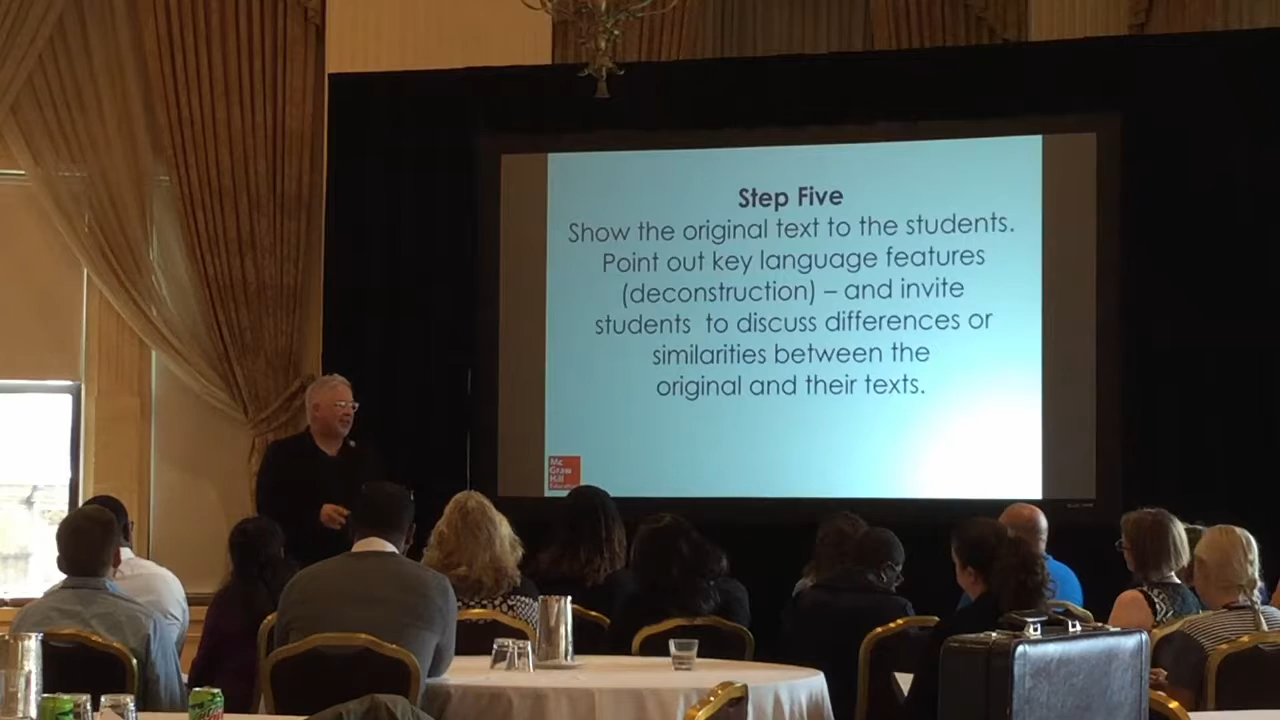 Step Five
Show the original text to the students.
Point out key language features
(deconstruction) – and invite
students to discuss differences or
similarities between the
original and their texts.
Mc
Graw
Hill
Education